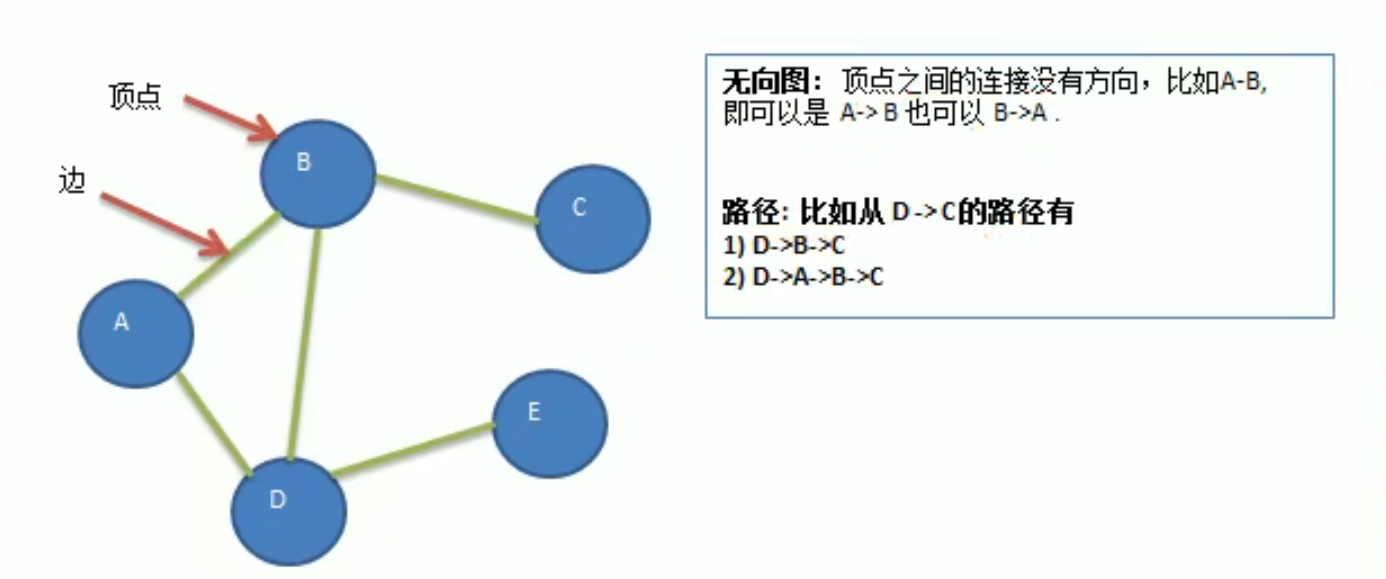 顶点
边
B
C
A
E
D
无向图：顶点之间的连接没有方向，比如A-B,
即可以是 A-> B 也可以 B->A .
路径: 比如从 D -> C的路径有
1) D->B->C
2) D->A->B->C